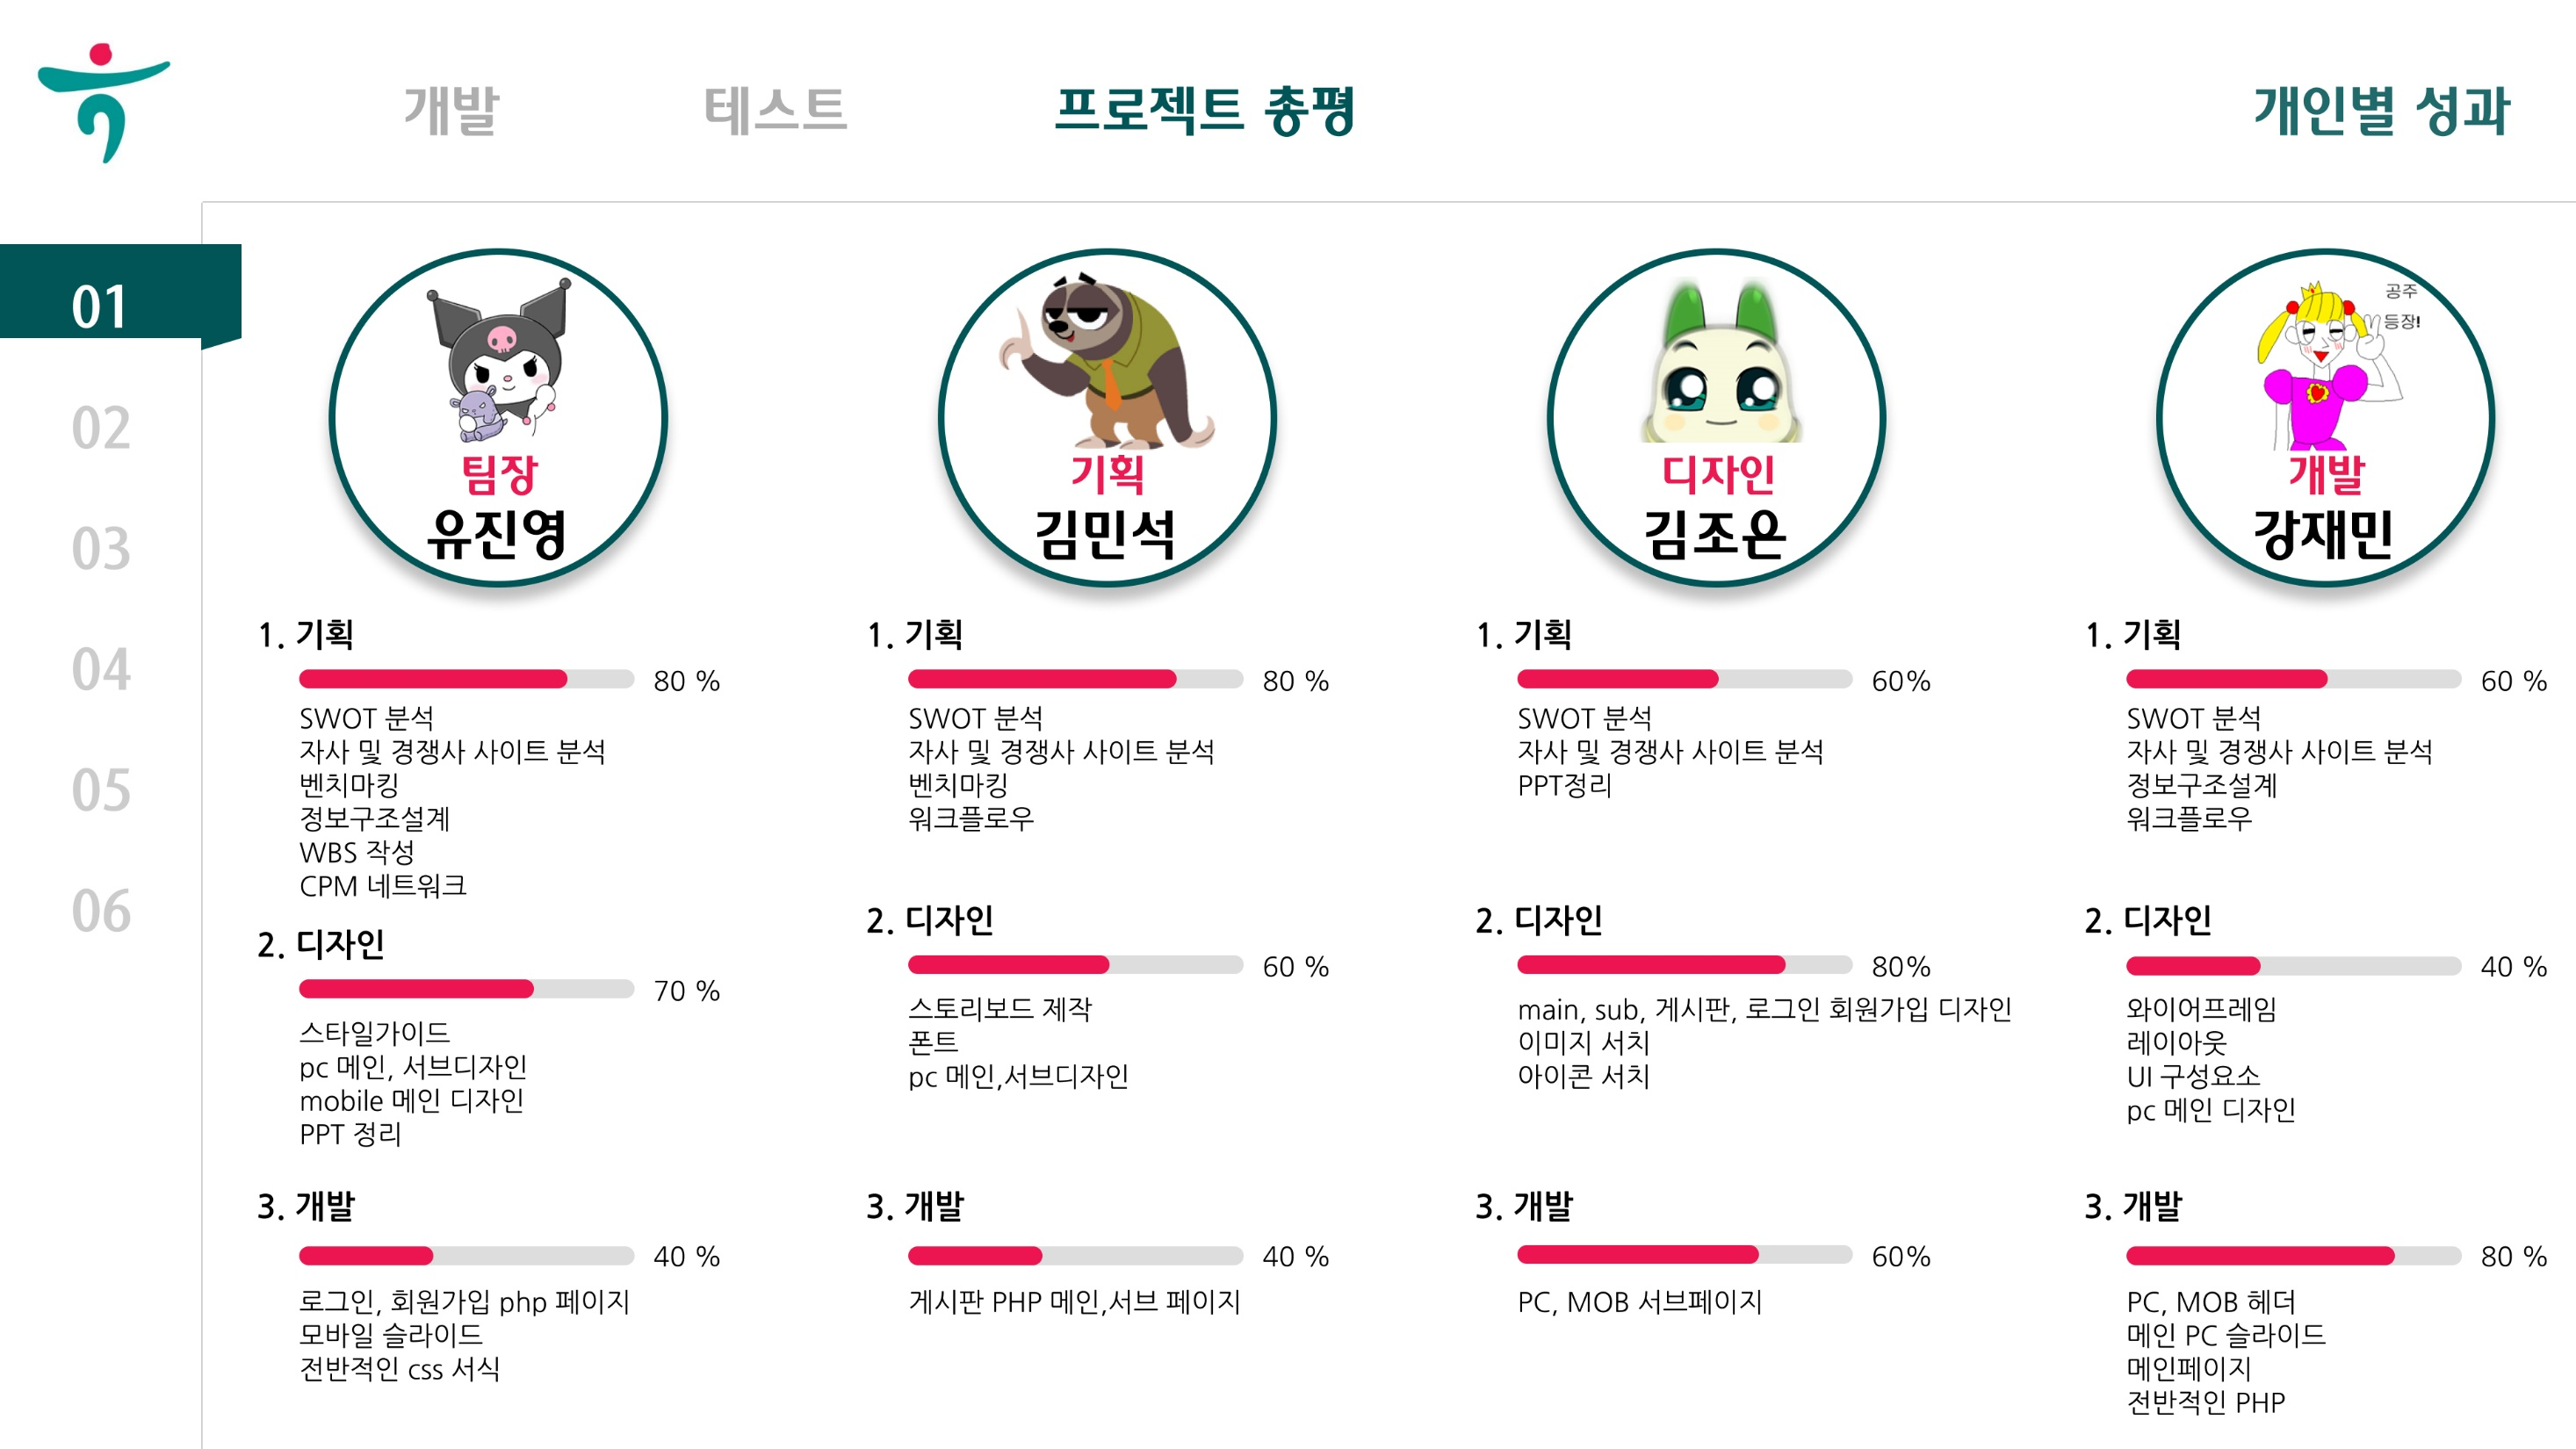 개발
테스트
프로젝트 총평
개인별 성과
01
02
03
04
05
06
팀장
유진영
1. 기획
80 %
SWOT 분석
자사 및 경쟁사 사이트 분석
벤치마킹
정보구조설계
WBS 작성
CPM 네트워크
2. 디자인
70 %
스타일가이드
pc 메인, 서브디자인
mobile 메인 디자인
PPT 정리
3. 개발
40 %
로그인, 회원가입 php 페이지
모바일 슬라이드
전반적인 css 서식
기획
김민석
1. 기획
80 %
SWOT 분석
자사 및 경쟁사 사이트 분석
벤치마킹
워크플로우
2. 디자인
60 %
스토리보드 제작
폰트
pc 메인,서브디자인
3. 개발
40 %
게시판 PHP 메인,서브 페이지
디자인
김조은
1. 기획
60%
SWOT 분석
자사 및 경쟁사 사이트 분석
PPT정리
2. 디자인
80%
main, sub, 게시판, 로그인 회원가입 디자인
이미지 서치
아이콘 서치
3. 개발
60%
PC, MOB 서브페이지
공주
등장!
개발
강재민
1. 기획
60 %
SWOT 분석
자사 및 경쟁사 사이트 분석
정보구조설계
워크플로우
2. 디자인
40 %
와이어프레임
레이아웃
UI 구성요소
pc 메인 디자인
3. 개발
80 %
PC, MOB 헤더
메인 PC 슬라이드
메인페이지
전반적인 PHP